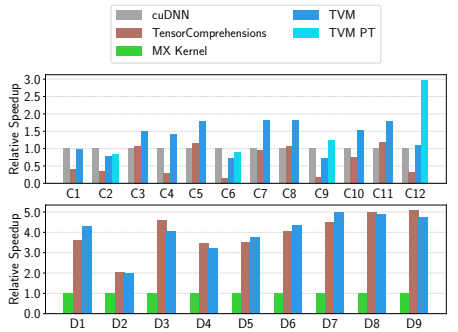 cuDNN
TensorComprehensions
MX Kernel
TVM
TVM PT
Relative Speedup
3.0
2.5
2.0
1.5
1.0
0.5
0.0
C1 C2 C3 C4 C5 C6 C7 C8 C9 C10 C11 C12
Relative Speedup
5.0
4.0
3.0
2.0
1.0
0.0
D1 D2 D3 D4 D5 D6 D7 D8 D9